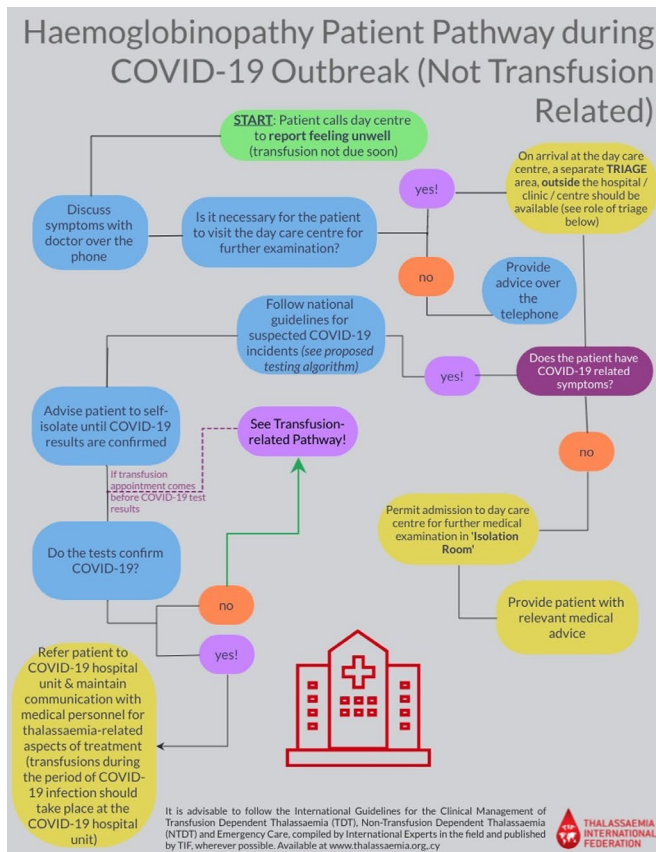 Haemoglobinopathy Patient Pathway during
COVID-19 Outbreak (Not Transfusion
Related)
START: Patient calls day centre
to report feeling unwell
(transfusion not due soon)
Discuss
symptoms with
doctor over the
phone
Is it necessary for the patient
to visit the day care centre for
further examination?
yes!
On arrival at the day care
centre, a separate TRIAGE
area, outside the hospital /
clinic / centre should be
available (see role of triage
below)
no
Provide
advice over
the
telephone
Does the patient have
COVID-19 related
symptoms?
yes!
Follow national
guidelines for
suspected COVID-19
incidents (see proposed
testing algorithm)
Advise patient to self-
isolate until COVID-19
results are confirmed
See Transfusion-
related Pathway!
If transfusion
appointment comes
before COVID-19 test
results
no
Permit admission to day care
centre for further medical
examination in 'Isolation
Room'
Provide patient with
relevant medical
advice
Do the tests confirm
COVID-19?
no
yes!
Refer patient to
COVID-19 hospital
unit & maintain
communication with
medical personnel for
thalassaemia-related
aspects of treatment
(transfusions during
the period of COVID-
19 infection should
take place at the
COVID-19 hospital
unit)
It is advisable to follow the International Guidelines for the Clinical Management of
Transfusion Dependent Thalassaemia (TDT), Non-Transfusion Dependent Thalassaemia
(NTDT) and Emergency Care, compiled by International Experts in the field and published
by TIF, wherever possible. Available at www.thalassaemia.org.cy
THALASSAEMIA
INTERNATIONAL
FEDERATION